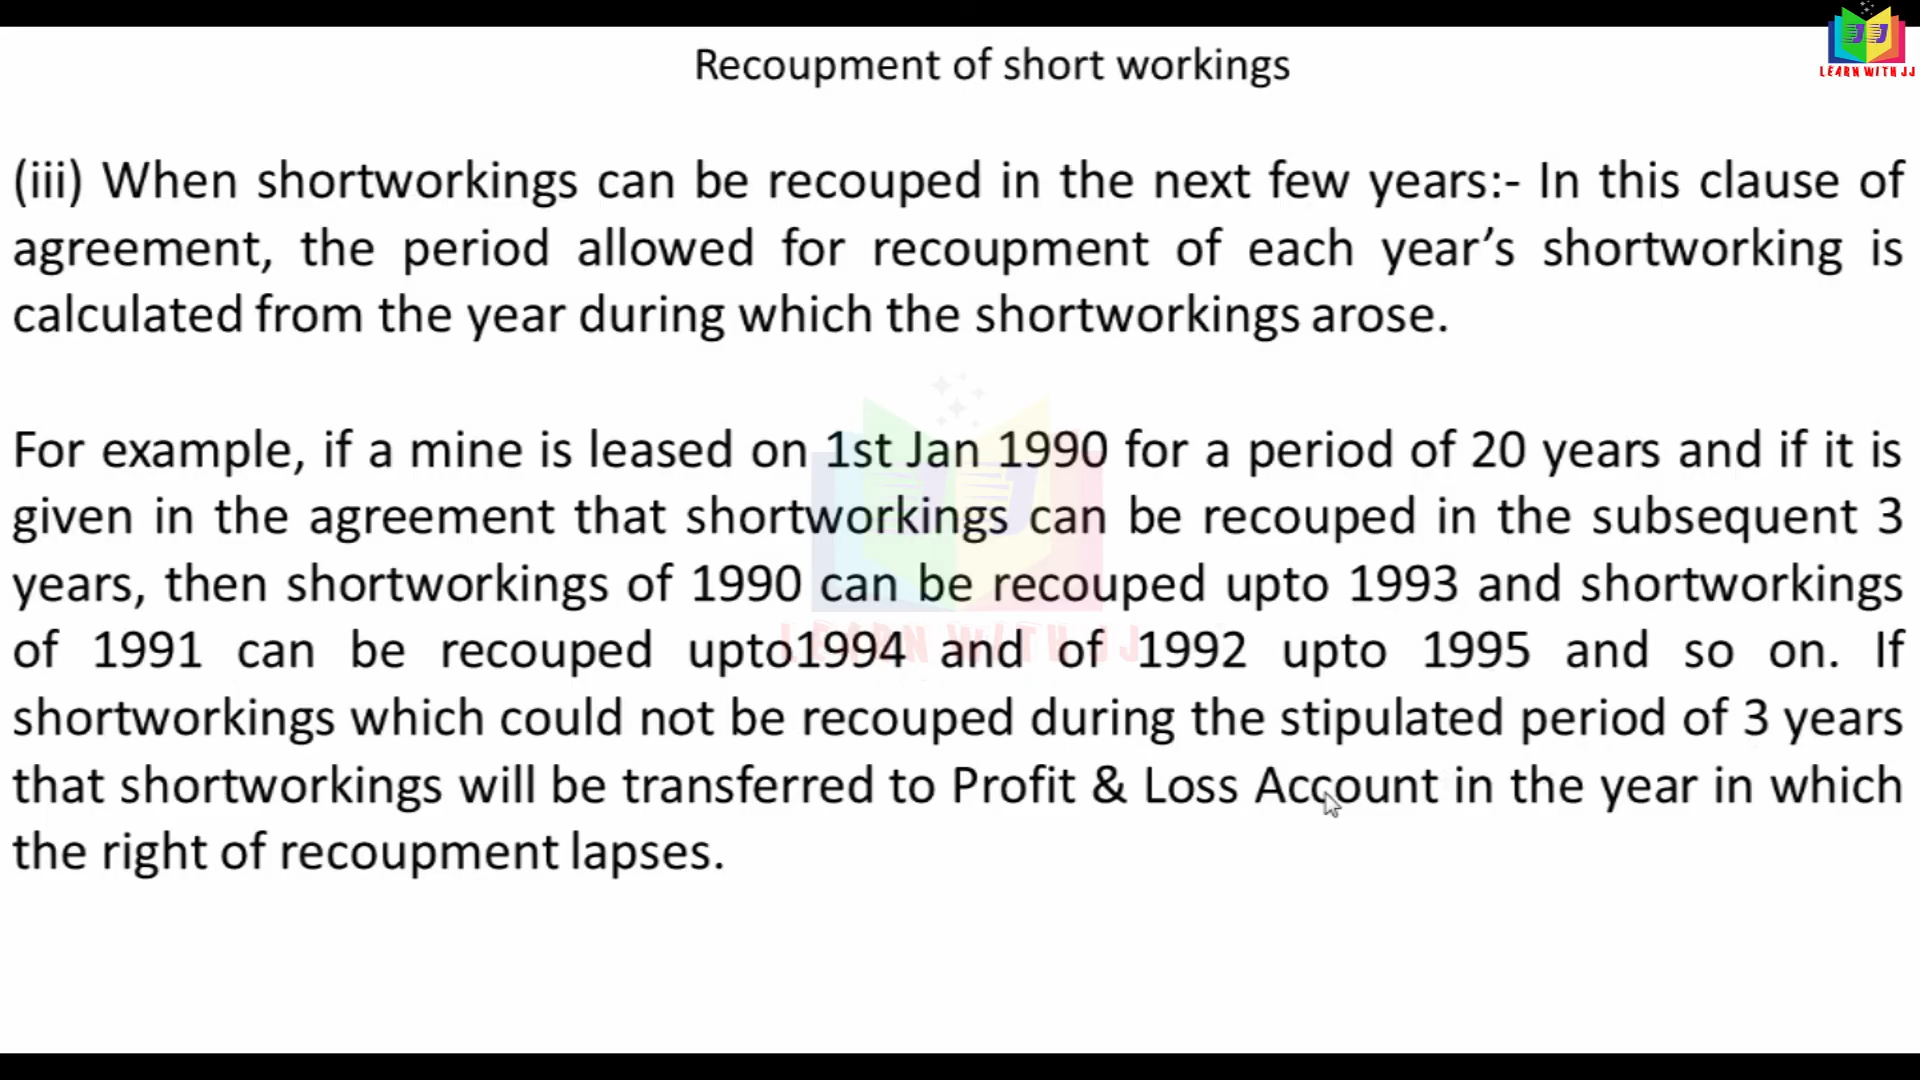 Recoupment of short workings
LEARN WITH JJ
(iii) When shortworkings can be recouped in the next few years:- In this clause of
agreement, the period allowed for recoupment of each year’s shortworking is
calculated from the year during which the shortworkings arose.
For example, if a mine is leased on 1st Jan 1990 for a period of 20 years and if it is
given in the agreement that shortworkings can be recouped in the subsequent 3
years, then shortworkings of 1990 can be recouped upto 1993 and shortworkings
of 1991 can be recouped upto1994 and of 1992 upto 1995 and so on. If
LEARN WITH JJ
shortworkings which could not be recouped during the stipulated period of 3 years
that shortworkings will be transferred to Profit & Loss Account in the year in which
the right of recoupment lapses.